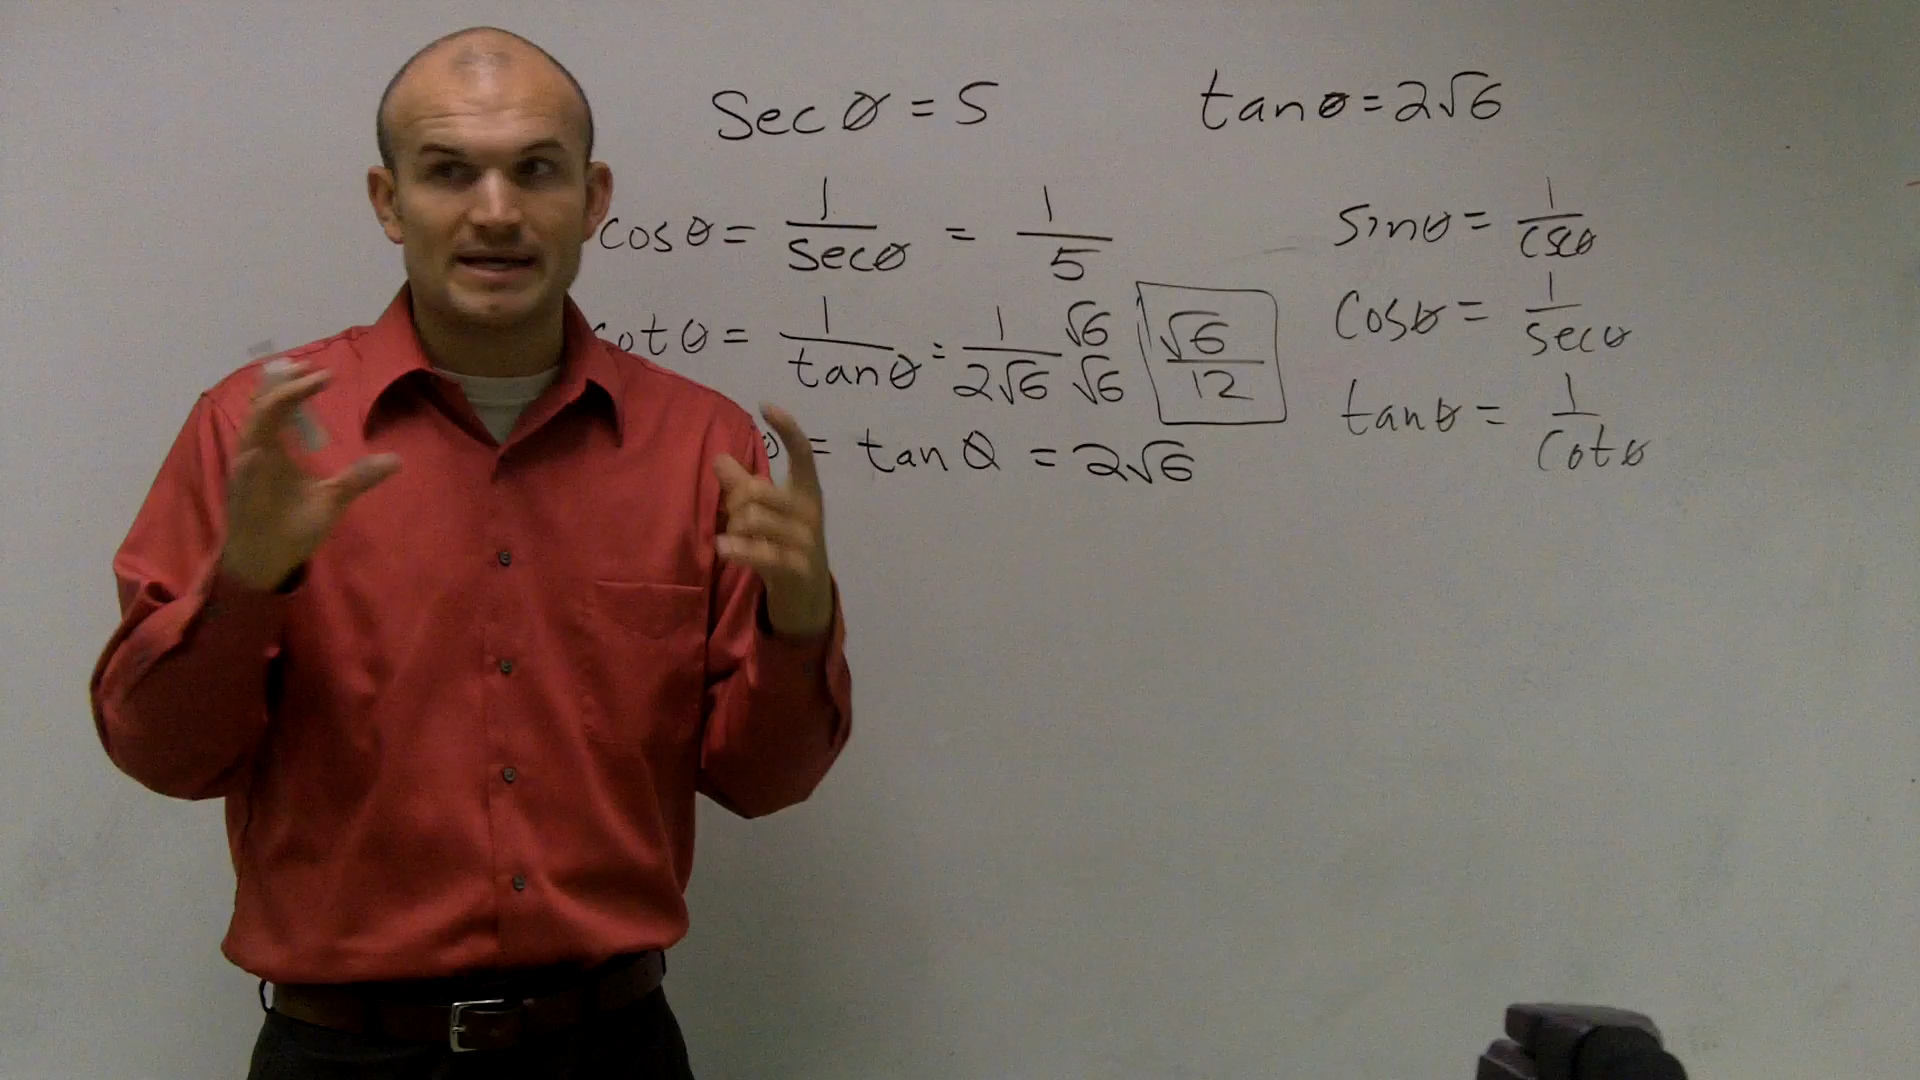 sec θ = 5 tan θ = 2√6
cos θ = 1/sec θ = 1/5
cot θ = 1/tan θ = 1/2√6 √6/√6 √6/12
θ = tan θ = 2√6
sin θ = 1/csc θ
cos θ = 1/sec θ
tan θ = 1/cot θ